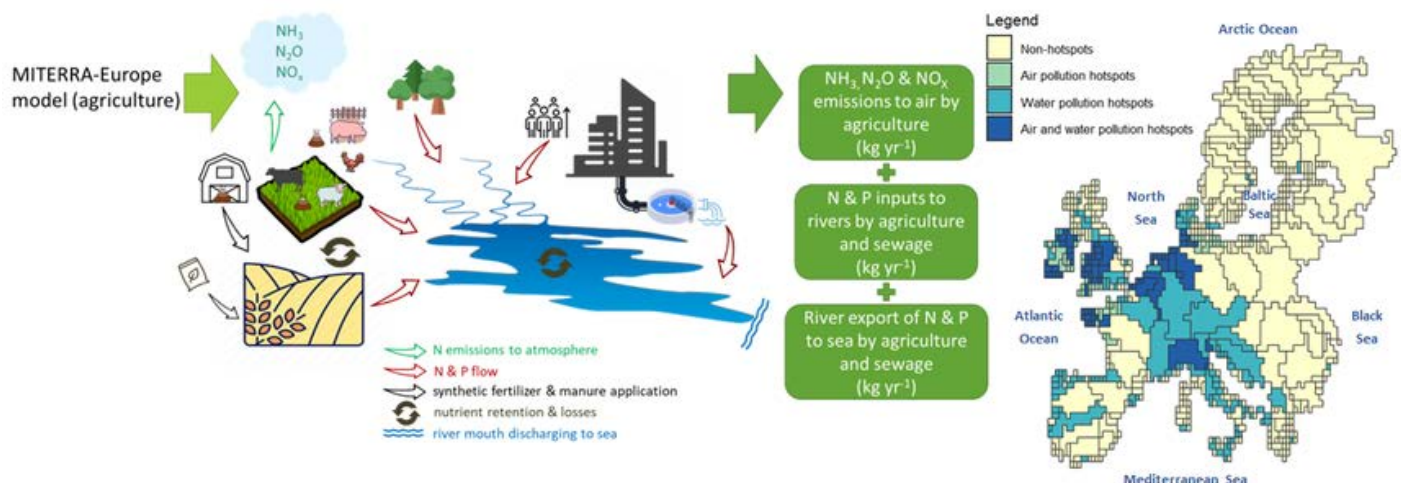 MITERRA-Europe
model (agriculture)
NH3
N2O
NOx
N emissions to atmosphere
N & P flow
synthetic fertilizer & manure application
nutrient retention & losses
river mouth discharging to sea
NH3, N2O & NOX
emissions to air by
agriculture
(kg yr-1)
+
N & P inputs to
rivers by agriculture
and sewage
(kg yr-1)
+
River export of N & P
to sea by agriculture
and sewage
(kg yr-1)
Legend
Non-hotspots
Air pollution hotspots
Water pollution hotspots
Air and water pollution hotspots
Arctic Ocean
North
Sea
Baltic
Sea
Atlantic
Ocean
Black
Sea
Mediterranean Sea